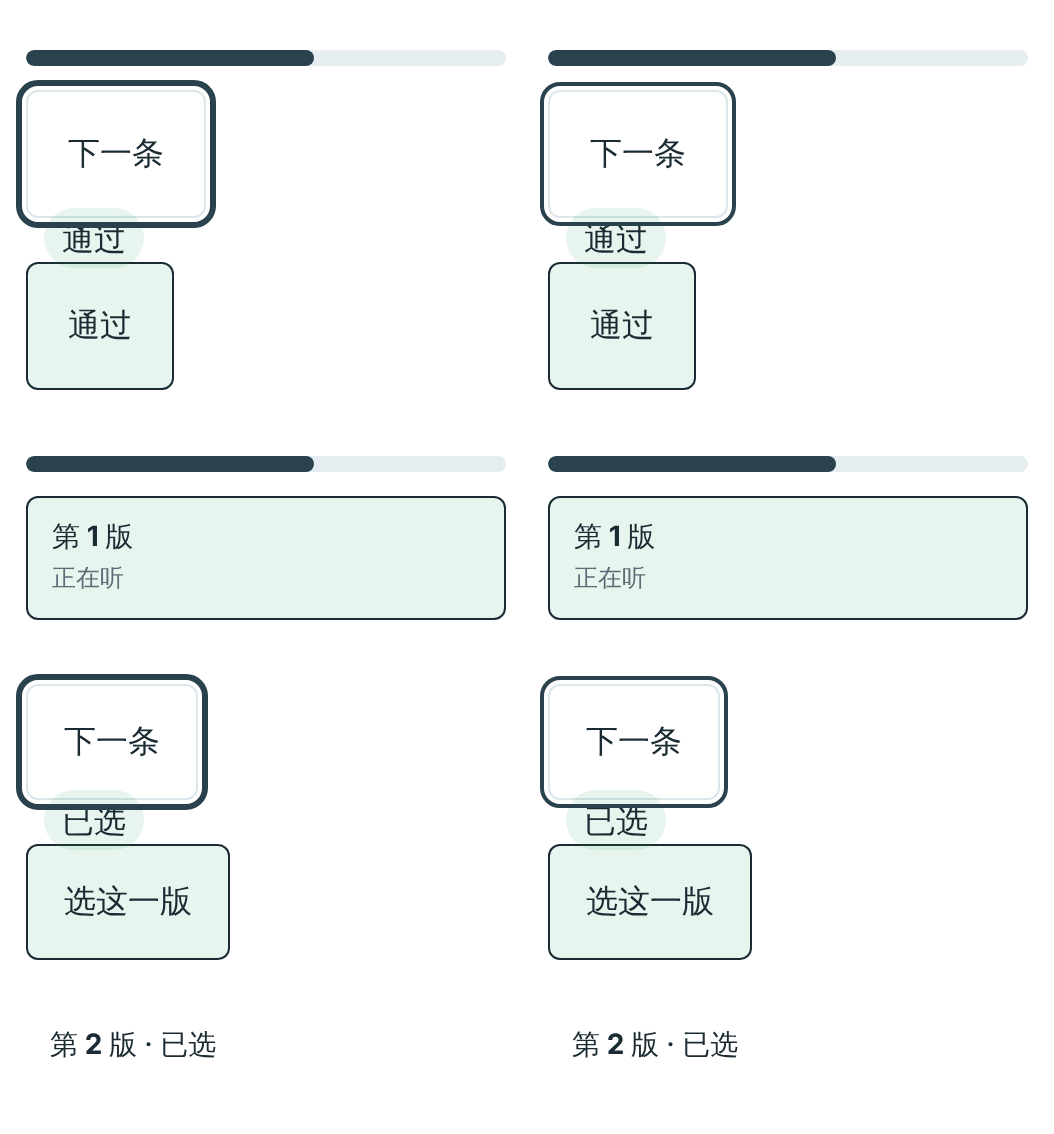 下一条 下一条
通过 通过
通过 通过
第 1 版 第 1 版
正在听 正在听
下一条 下一条
已选 已选
选这一版 选这一版
第 2 版 · 已选 第 2 版 · 已选